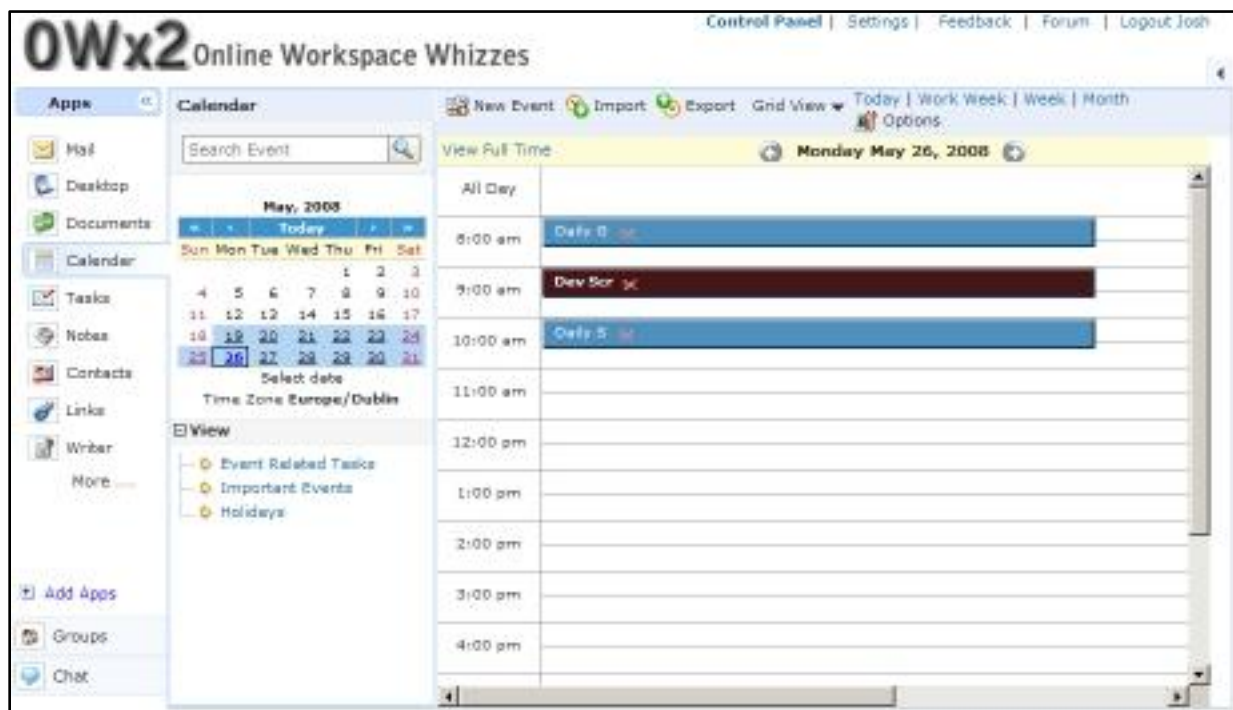 Control Panel | Settings | Feedback | Forum | Logout Josh
0Wx2 Online Workspace Whizzes
Apps
Mail
Desktop
Documents
Calendar
Tasks
Notes
Contacts
Links
Writer
More ....
Add Apps
Groups
Chat
Calendar
Search Event
May, 2008
« ‹ Today › »
Sun Mon Tue Wed Thu Fri Sat
1 2 3
4 5 6 7 8 9 10
11 12 13 14 15 16 17
18 19 20 21 22 23 24
25 26 27 28 29 30 31
Select date
Time Zone Europe/Dublin
View
Event Related Tasks
Important Events
Holidays
New Event Import Export Grid View Today | Work Week | Week | Month
Options
View Full Time Monday May 26, 2008
All Day
8:00 am Daily
9:00 am Dev Scr
10:00 am Daily S
11:00 am
12:00 pm
1:00 pm
2:00 pm
3:00 pm
4:00 pm